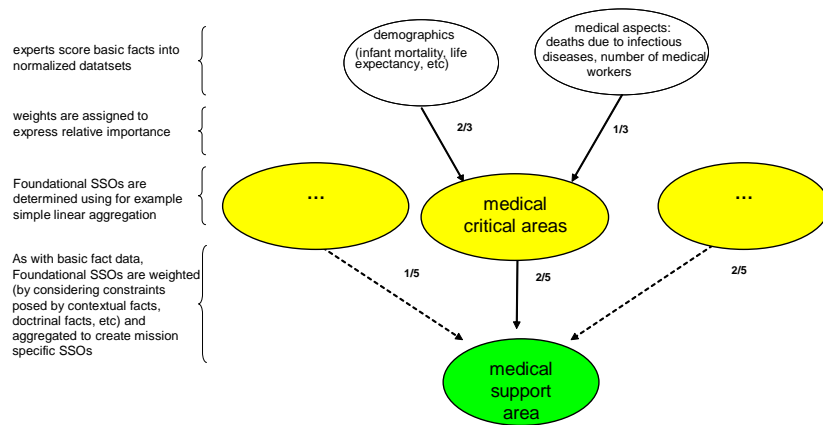 experts score basic facts into
normalized datatsets
demographics
(infant mortality, life
expectancy, etc)
medical aspects:
deaths due to infectious
diseases, number of medical
workers
weights are assigned to
express relative importance
2/3
1/3
Foundational SSOs are
determined using for example
simple linear aggregation
...
medical
critical areas
...
As with basic fact data,
Foundational SSOs are weighted
(by considering constraints
posed by contextual facts,
doctrinal facts, etc) and
aggregated to create mission
specific SSOs
1/5
2/5
2/5
medical
support
area